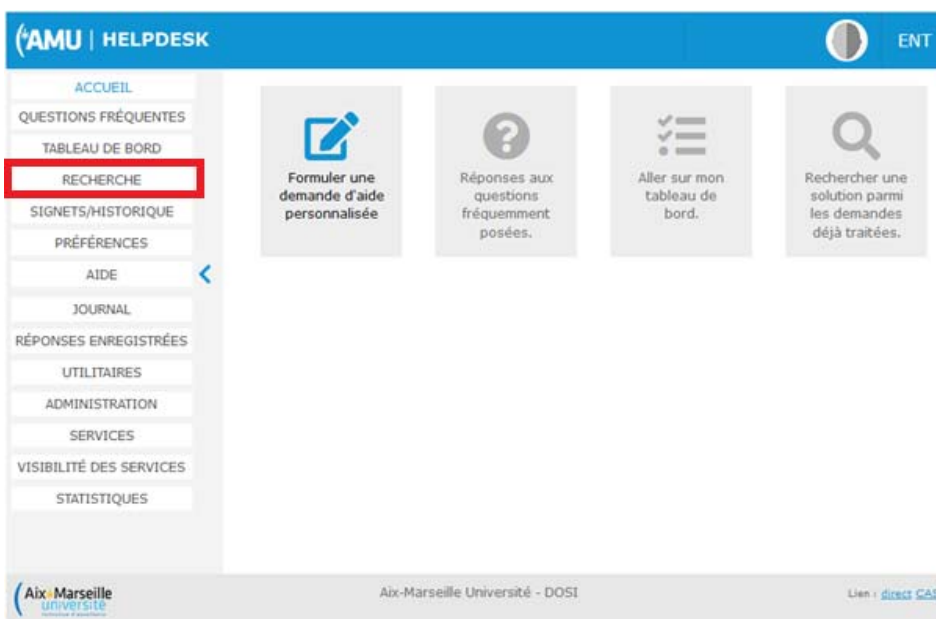 (AMU | HELPDESK
ENT
ACCUEIL
QUESTIONS FRÉQUENTES
TABLEAU DE BORD
RECHERCHE
SIGNETS/HISTORIQUE
PRÉFÉRENCES
AIDE
JOURNAL
RÉPONSES ENREGISTRÉES
UTILITAIRES
ADMINISTRATION
SERVICES
VISIBILITÉ DES SERVICES
STATISTIQUES
Formuler une
demande d'aide
personnalisée
Réponses aux
questions
fréquemment
posées.
Aller sur mon
tableau de
bord.
Rechercher une
solution parmi
les demandes
déjà traitées.
Aix Marseille
université
Aix-Marseille Université - DOSI
Lien : direct CAS